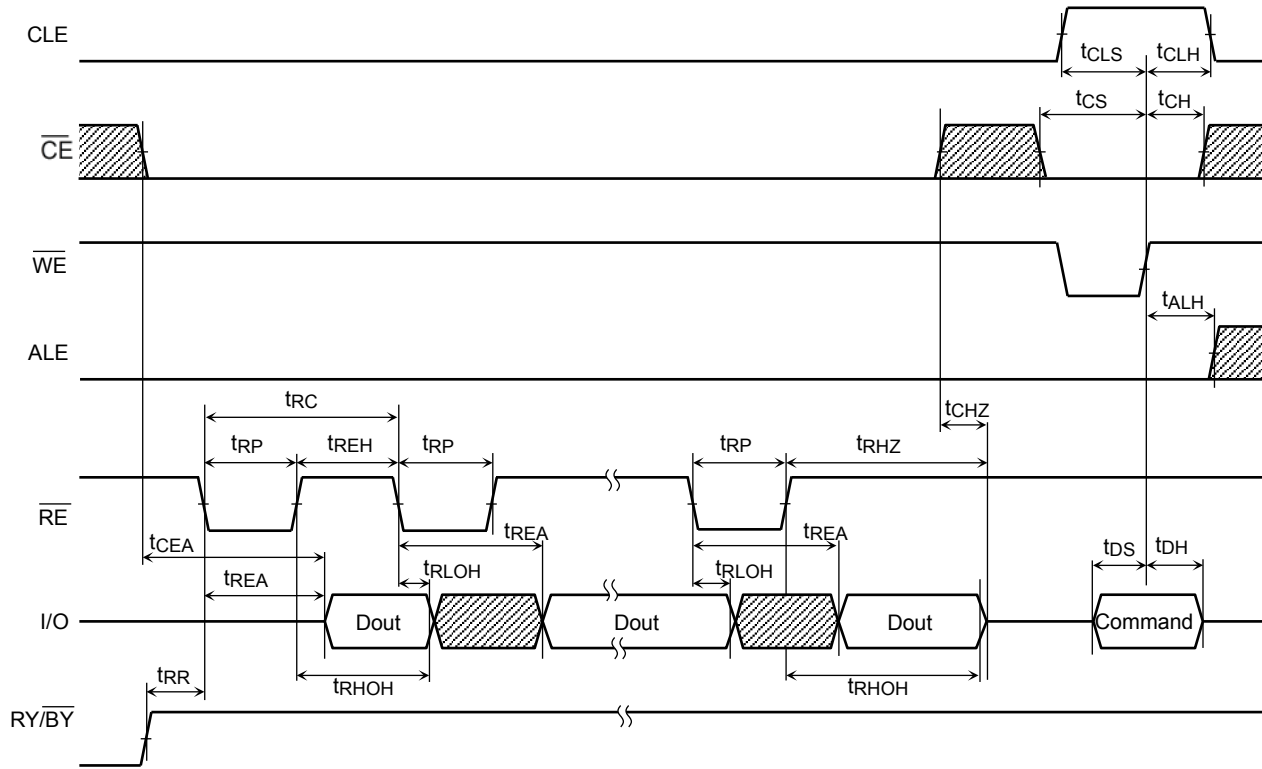 CLE
tCLS tCLH
tCS tCH
CE
WE
tALH
ALE
tRC
tCHZ
tRP tREH tRP tRP tRHZ
RE
tCEA tREA tREA
tREA tRLOH tRLOH tDS tDH
I/O Dout Dout Dout Command
tRR tRHOH tRHOH
RY/BY